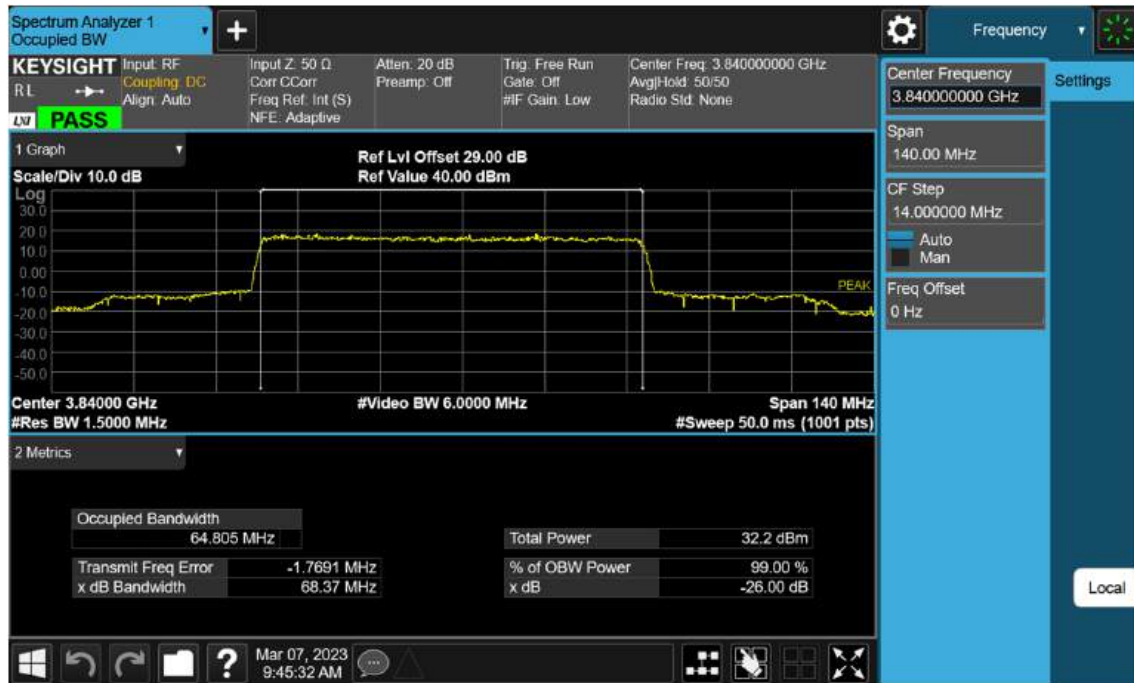 Spectrum Analyzer 1
Occupied BW
+
Frequency
KEYSIGHT
R L
LXI PASS
Input: RF
Coupling: DC
Align: Auto
Input Z: 50 Ω
Corr CCorr
Freq Ref: Int (S)
NFE: Adaptive
Atten: 20 dB
Preamp: Off
Trig: Free Run
Gate: Off
#IF Gain: Low
Center Freq: 3.840000000 GHz
Avg|Hold: 50/50
Radio Std: None
1 Graph
Scale/Div 10.0 dB
Ref Lvl Offset 29.00 dB
Ref Value 40.00 dBm
Log
30.0
20.0
10.0
0.00
-10.0
-20.0
-30.0
-40.0
-50.0
PEAK
Center 3.84000 GHz
#Video BW 6.0000 MHz
Span 140 MHz
#Res BW 1.5000 MHz
#Sweep 50.0 ms (1001 pts)
2 Metrics
Occupied Bandwidth
64.805 MHz
Transmit Freq Error -1.7691 MHz
x dB Bandwidth 68.37 MHz
Total Power 32.2 dBm
% of OBW Power 99.00 %
x dB -26.00 dB
Center Frequency
3.840000000 GHz
Span
140.00 MHz
CF Step
14.000000 MHz
Auto
Man
Freq Offset
0 Hz
Settings
Local
?
Mar 07, 2023
9:45:32 AM